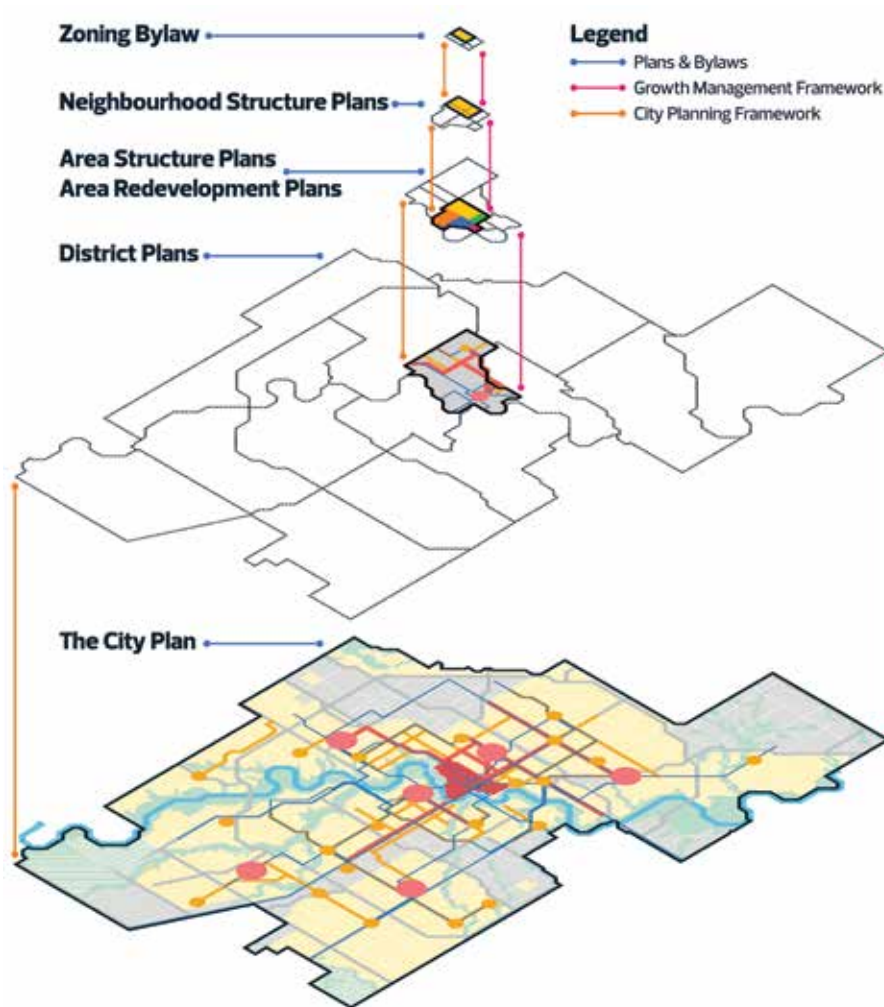 Zoning Bylaw
Legend
Plans & Bylaws
Growth Management Framework
City Planning Framework
Neighbourhood Structure Plans
Area Structure Plans
Area Redevelopment Plans
District Plans
The City Plan